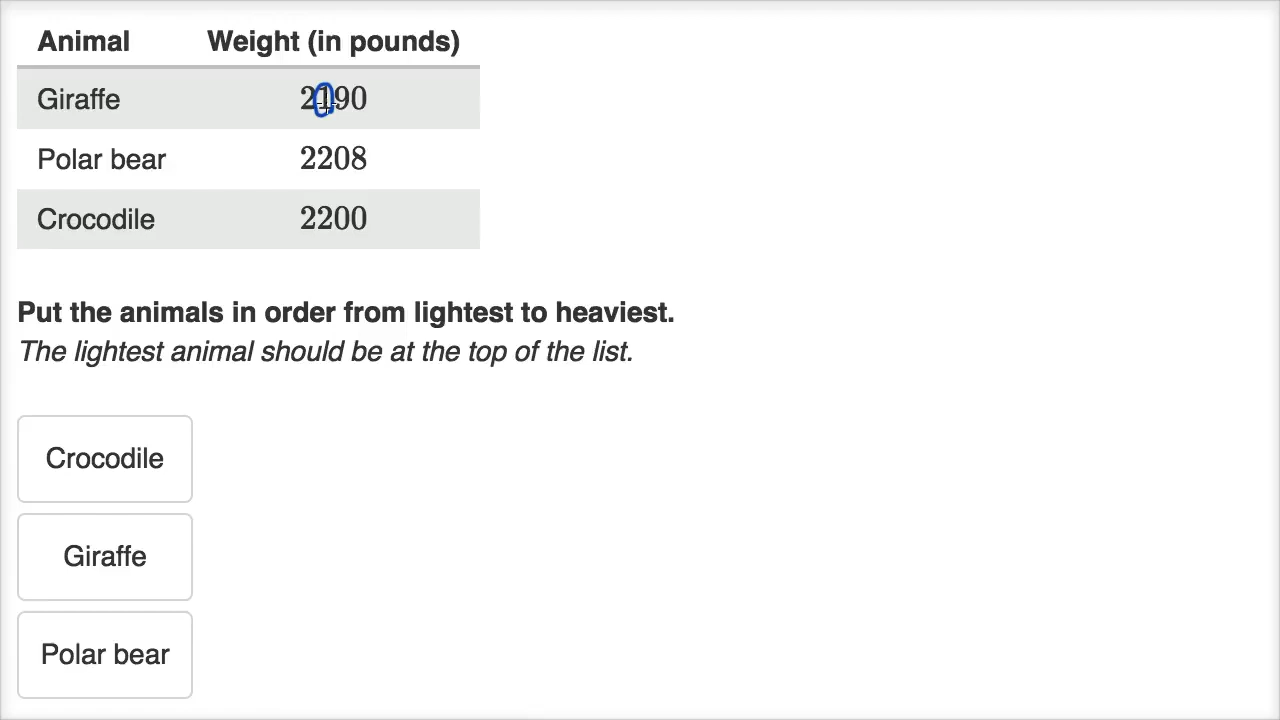 Animal Weight (in pounds)
Giraffe 2190
Polar bear 2208
Crocodile 2200
Put the animals in order from lightest to heaviest.
The lightest animal should be at the top of the list.
Crocodile
Giraffe
Polar bear